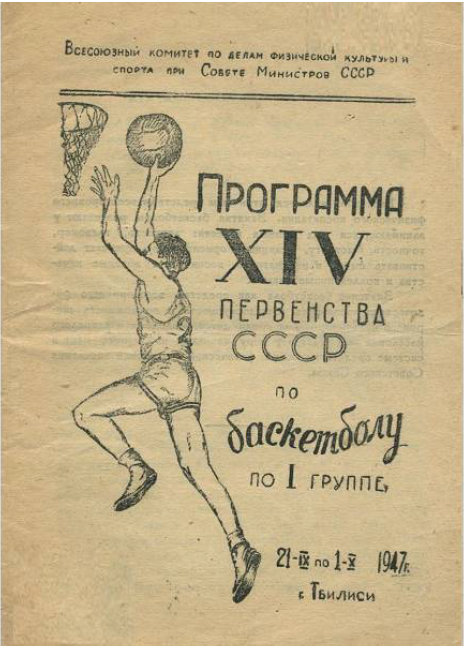 Всесоюзный комитет по делам физической культуры и
спорта при Совете Министров СССР
Программа
XIV
первенства
СССР
по
баскетболу
по I группе,
21-IX по 1-X 1947г.
г. Тбилиси